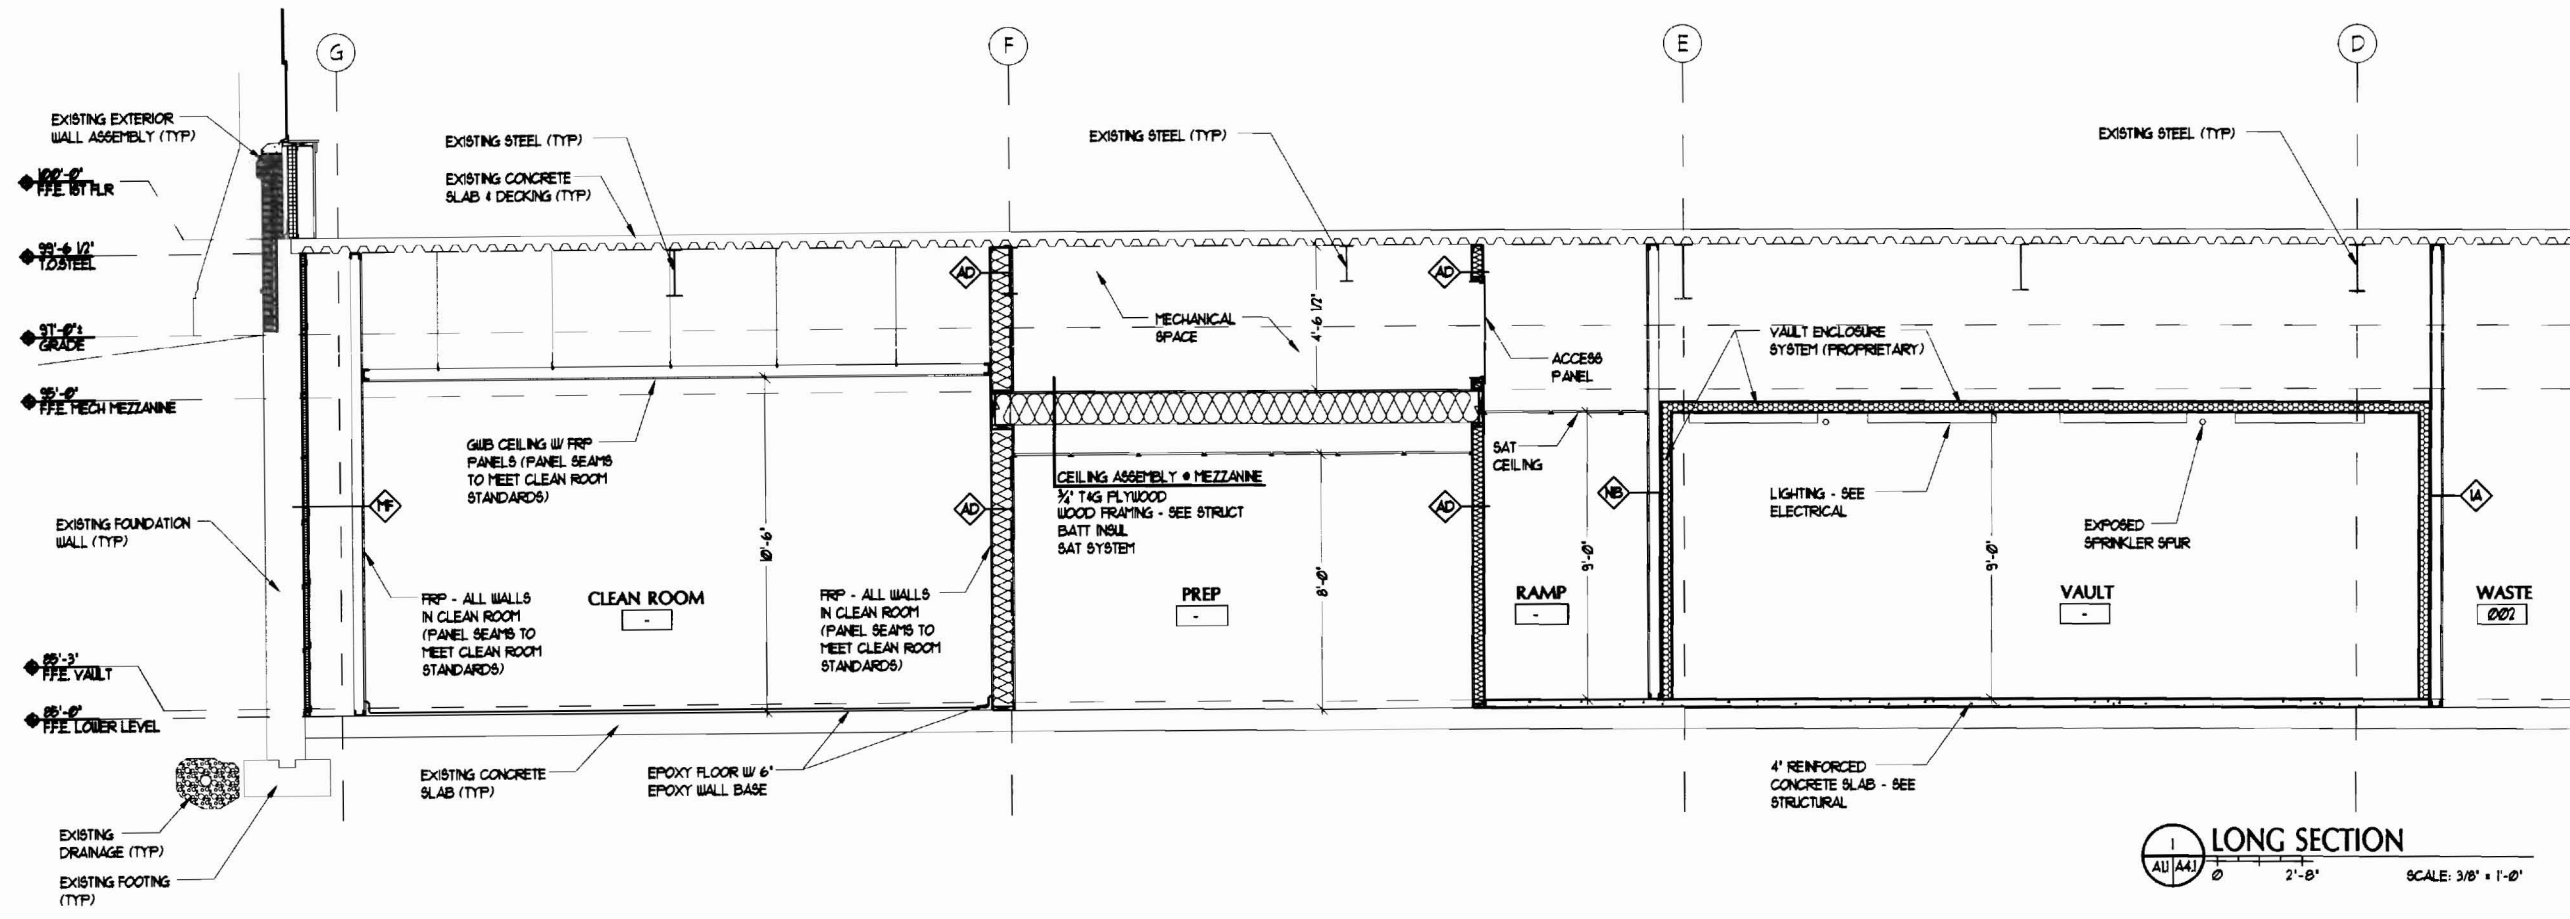 G
F
E
D
EXISTING EXTERIOR
WALL ASSEMBLY (TYP)
100'-0"
F.F.E. 1ST FLR
99'-6 1/2"
T.O.STEEL
97'-0"±
GRADE
95'-0"
F.F.E. MECH MEZZANINE
EXISTING FOUNDATION
WALL (TYP)
85'-3"
F.F.E. VAULT
85'-0"
F.F.E. LOWER LEVEL
EXISTING
DRAINAGE (TYP)
EXISTING FOOTING
(TYP)
EXISTING STEEL (TYP)
EXISTING CONCRETE
SLAB & DECKING (TYP)
GWB CEILING W/ FRP
PANELS (PANEL SEAMS
TO MEET CLEAN ROOM
STANDARDS)
MF
FRP - ALL WALLS
IN CLEAN ROOM
(PANEL SEAMS TO
MEET CLEAN ROOM
STANDARDS)
CLEAN ROOM
-
10'-6"
FRP - ALL WALLS
IN CLEAN ROOM
(PANEL SEAMS TO
MEET CLEAN ROOM
STANDARDS)
EXISTING CONCRETE
SLAB (TYP)
EPOXY FLOOR W/ 6"
EPOXY WALL BASE
AD
AD
EXISTING STEEL (TYP)
MECHANICAL
SPACE
4'-6 1/2"
CEILING ASSEMBLY @ MEZZANINE
3/4" T&G PLYWOOD
WOOD FRAMING - SEE STRUCT
BATT INSUL
SAT SYSTEM
PREP
-
8'-0"
AD
AD
ACCESS
PANEL
SAT
CEILING
RAMP
-
9'-0"
NB
EXISTING STEEL (TYP)
VAULT ENCLOSURE
SYSTEM (PROPRIETARY)
LIGHTING - SEE
ELECTRICAL
9'-0"
EXPOSED
SPRINKLER SPUR
VAULT
-
IA
WASTE
002
4" REINFORCED
CONCRETE SLAB - SEE
STRUCTURAL
1
A1.1 A4.1
LONG SECTION
0 2'-8"
SCALE: 3/8" = 1'-0"